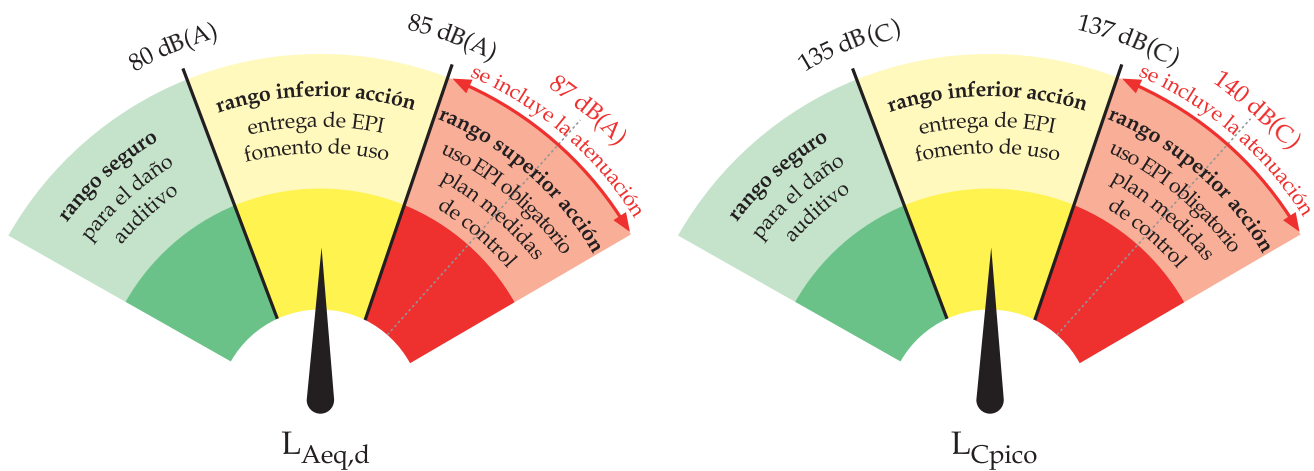 80 dB(A)
85 dB(A)
87 dB(A)
se incluye la atenuación
rango seguro
para el daño
auditivo
rango inferior acción
entrega de EPI
fomento de uso
rango superior acción
uso EPI obligatorio
plan medidas
de control
LAeq,d
135 dB(C)
137 dB(C)
140 dB(C)
se incluye la atenuación
rango seguro
para el daño
auditivo
rango inferior acción
entrega de EPI
fomento de uso
rango superior acción
uso EPI obligatorio
plan medidas
de control
LCpico